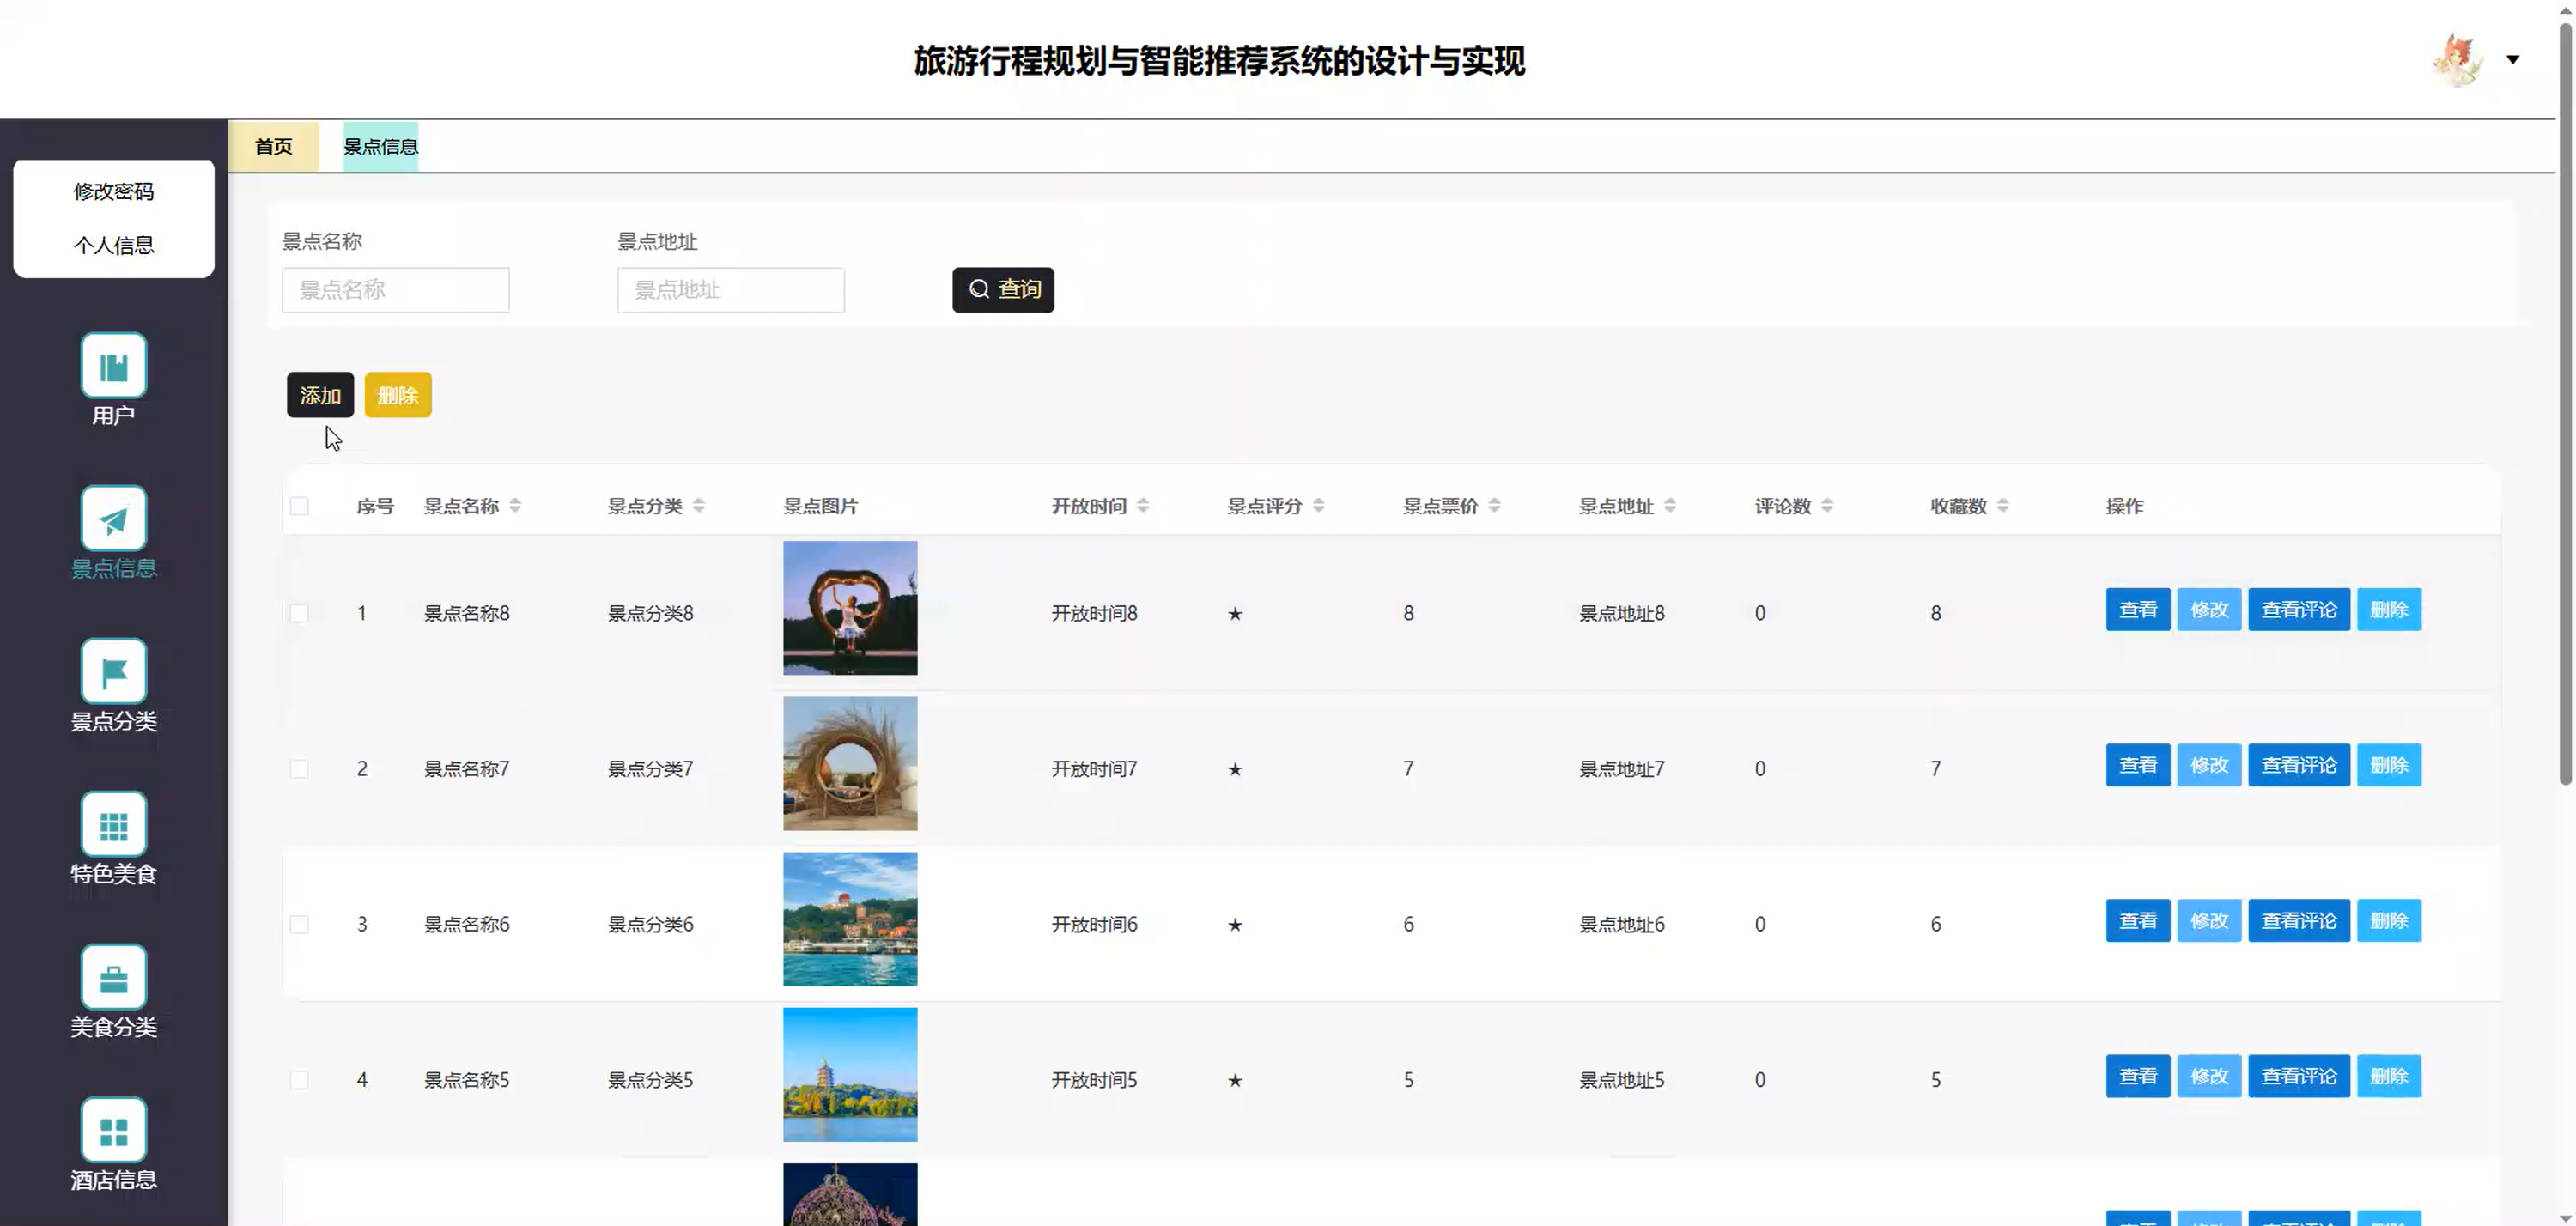 旅游行程规划与智能推荐系统的设计与实现
首页 景点信息
修改密码
个人信息
用户
景点信息
景点分类
特色美食
美食分类
酒店信息
景点名称 景点地址
景点名称 景点地址 查询
添加 删除
序号 景点名称 景点分类 景点图片 开放时间 景点评分 景点票价 景点地址 评论数 收藏数 操作
1 景点名称8 景点分类8 开放时间8 ★ 8 景点地址8 0 8 查看 修改 查看评论 删除
2 景点名称7 景点分类7 开放时间7 ★ 7 景点地址7 0 7 查看 修改 查看评论 删除
3 景点名称6 景点分类6 开放时间6 ★ 6 景点地址6 0 6 查看 修改 查看评论 删除
4 景点名称5 景点分类5 开放时间5 ★ 5 景点地址5 0 5 查看 修改 查看评论 删除